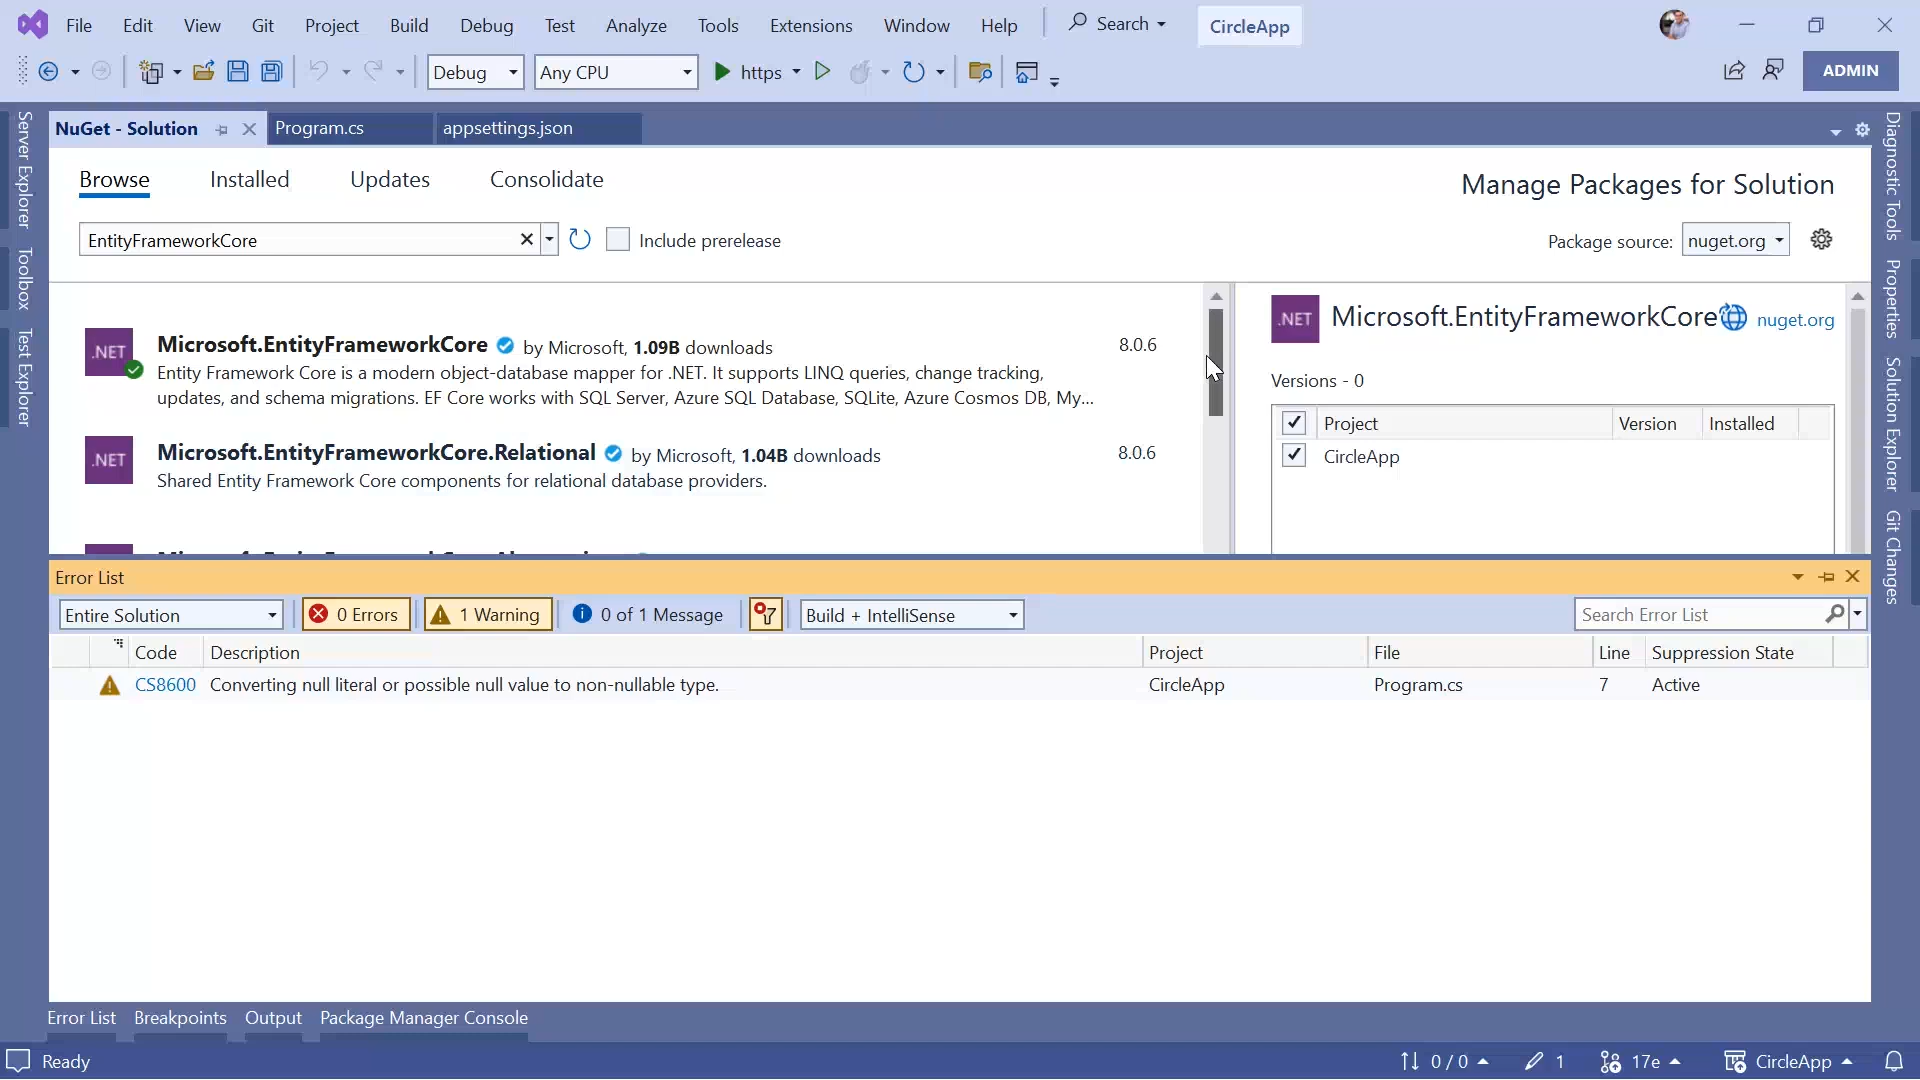 File Edit View Git Project Build Debug Test Analyze Tools Extensions Window Help Search CircleApp
Debug Any CPU https ADMIN
NuGet - Solution Program.cs appsettings.json
Server Explorer
Toolbox
Test Explorer
Browse Installed Updates Consolidate
Manage Packages for Solution
EntityFrameworkCore
Include prerelease
Package source: nuget.org
.NET
Microsoft.EntityFrameworkCore by Microsoft, 1.09B downloads 8.0.6
Entity Framework Core is a modern object-database mapper for .NET. It supports LINQ queries, change tracking,
updates, and schema migrations. EF Core works with SQL Server, Azure SQL Database, SQLite, Azure Cosmos DB, My...
.NET
Microsoft.EntityFrameworkCore.Relational by Microsoft, 1.04B downloads 8.0.6
Shared Entity Framework Core components for relational database providers.
.NET
Microsoft.EntityFrameworkCore nuget.org
Versions - 0
Project Version Installed
CircleApp
Diagnostic Tools
Properties
Solution Explorer
Git Changes
Error List
Entire Solution 0 Errors 1 Warning 0 of 1 Message Build + IntelliSense Search Error List
Code Description Project File Line Suppression State
CS8600 Converting null literal or possible null value to non-nullable type. CircleApp Program.cs 7 Active
Error List Breakpoints Output Package Manager Console
Ready 0 / 0 1 17e CircleApp